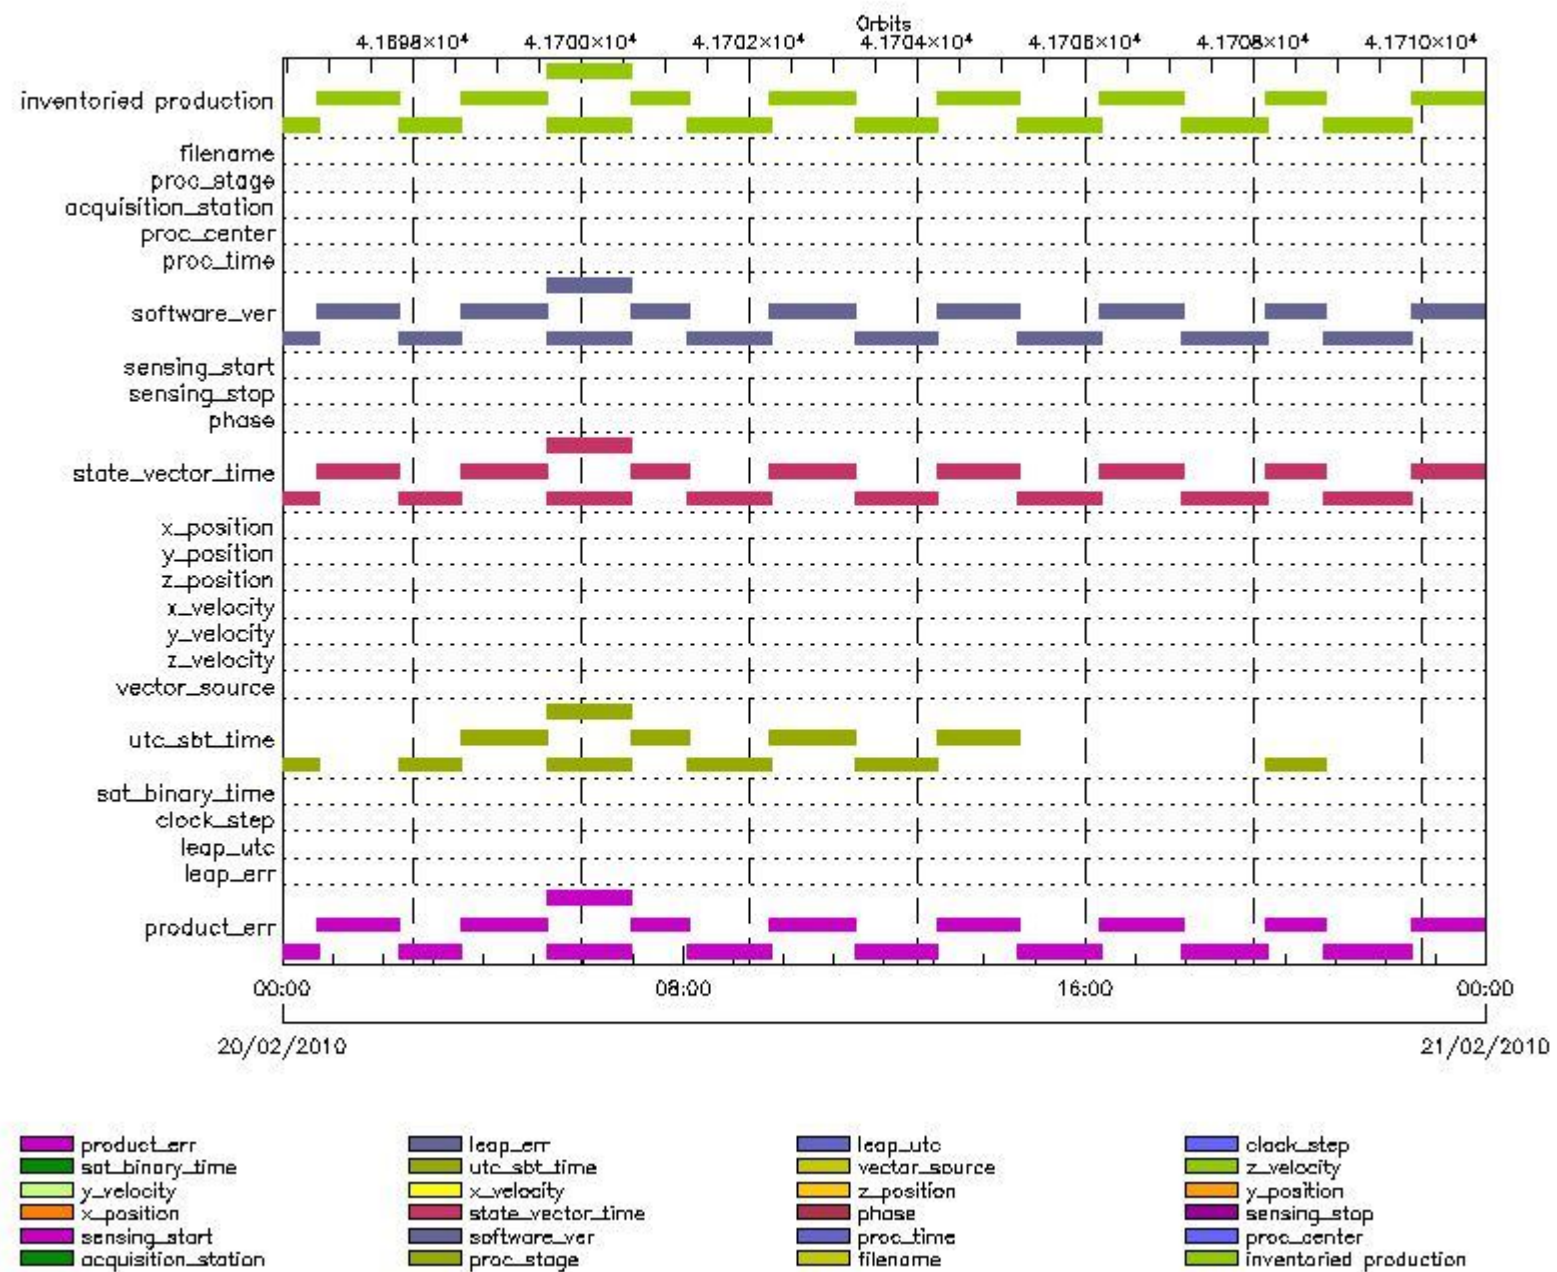 Orbits
4.1698×10⁴ 4.1700×10⁴ 4.1702×10⁴ 4.1704×10⁴ 4.1706×10⁴ 4.1708×10⁴ 4.1710×10⁴
inventoried production
filename
proc_stage
acquisition_station
proc_center
proc_time
software_ver
sensing_start
sensing_stop
phase
state_vector_time
x_position
y_position
z_position
x_velocity
y_velocity
z_velocity
vector_source
utc_sbt_time
sat_binary_time
clock_step
leap_utc
leap_err
product_err
00:00 08:00 16:00 00:00
20/02/2010 21/02/2010
product_err leap_err leap_utc clock_step
sat_binary_time utc_sbt_time vector_source z_velocity
y_velocity x_velocity z_position y_position
x_position state_vector_time phase sensing_stop
sensing_start software_ver proc_time proc_center
acquisition_station proc_stage filename inventoried production